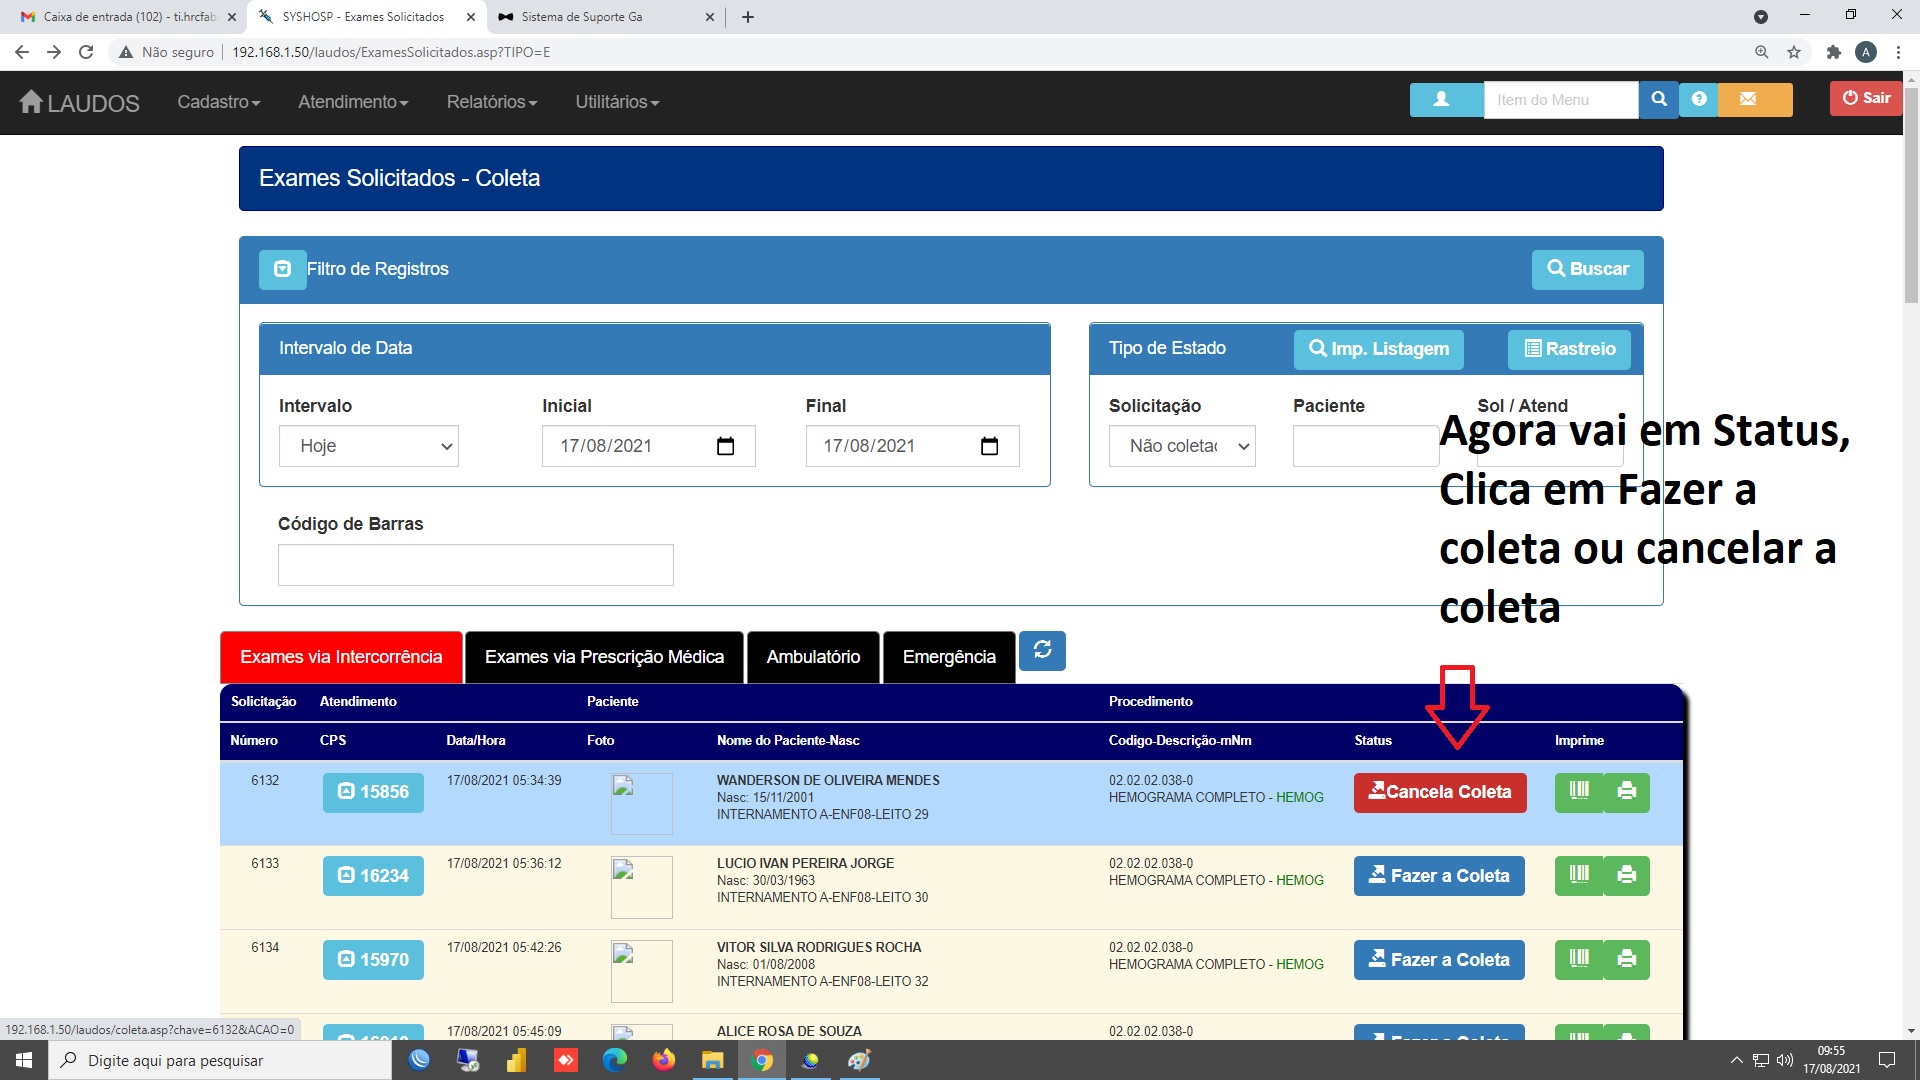 Caixa de entrada (102) - ti.hrcfab
SYSHOSP - Exames Solicitados
Sistema de Suporte Ga
Não seguro
192.168.1.50/laudos/ExamesSolicitados.asp?TIPO=E
A
LAUDOS Cadastro Atendimento Relatórios Utilitários
Item do Menu
Sair
Exames Solicitados - Coleta
Filtro de Registros
Buscar
Intervalo de Data
Tipo de Estado
Imp. Listagem
Rastreio
Intervalo Inicial Final
Solicitação Paciente Sol / Atend
Hoje 17/08/2021 17/08/2021
Não coletac
Agora vai em Status,
Clica em Fazer a
coleta ou cancelar a
coleta
Código de Barras
Exames via Intercorrência Exames via Prescrição Médica Ambulatório Emergência
Solicitação Atendimento Paciente Procedimento
Número CPS Data/Hora Foto Nome do Paciente-Nasc Codigo-Descrição-mNm Status Imprime
6132 15856 17/08/2021 05:34:39 WANDERSON DE OLIVEIRA MENDES 02.02.02.038-0 Cancela Coleta
Nasc: 15/11/2001 HEMOGRAMA COMPLETO - HEMOG
INTERNAMENTO A-ENF08-LEITO 29
6133 16234 17/08/2021 05:36:12 LUCIO IVAN PEREIRA JORGE 02.02.02.038-0 Fazer a Coleta
Nasc: 30/03/1963 HEMOGRAMA COMPLETO - HEMOG
INTERNAMENTO A-ENF08-LEITO 30
6134 15970 17/08/2021 05:42:26 VITOR SILVA RODRIGUES ROCHA 02.02.02.038-0 Fazer a Coleta
Nasc: 01/08/2008 HEMOGRAMA COMPLETO - HEMOG
INTERNAMENTO A-ENF08-LEITO 32
17/08/2021 05:45:09 ALICE ROSA DE SOUZA 02.02.02.038-0 Fazer a Coleta
192.168.1.50/laudos/coleta.asp?chave=6132&ACAO=0
Digite aqui para pesquisar
09:55
17/08/2021